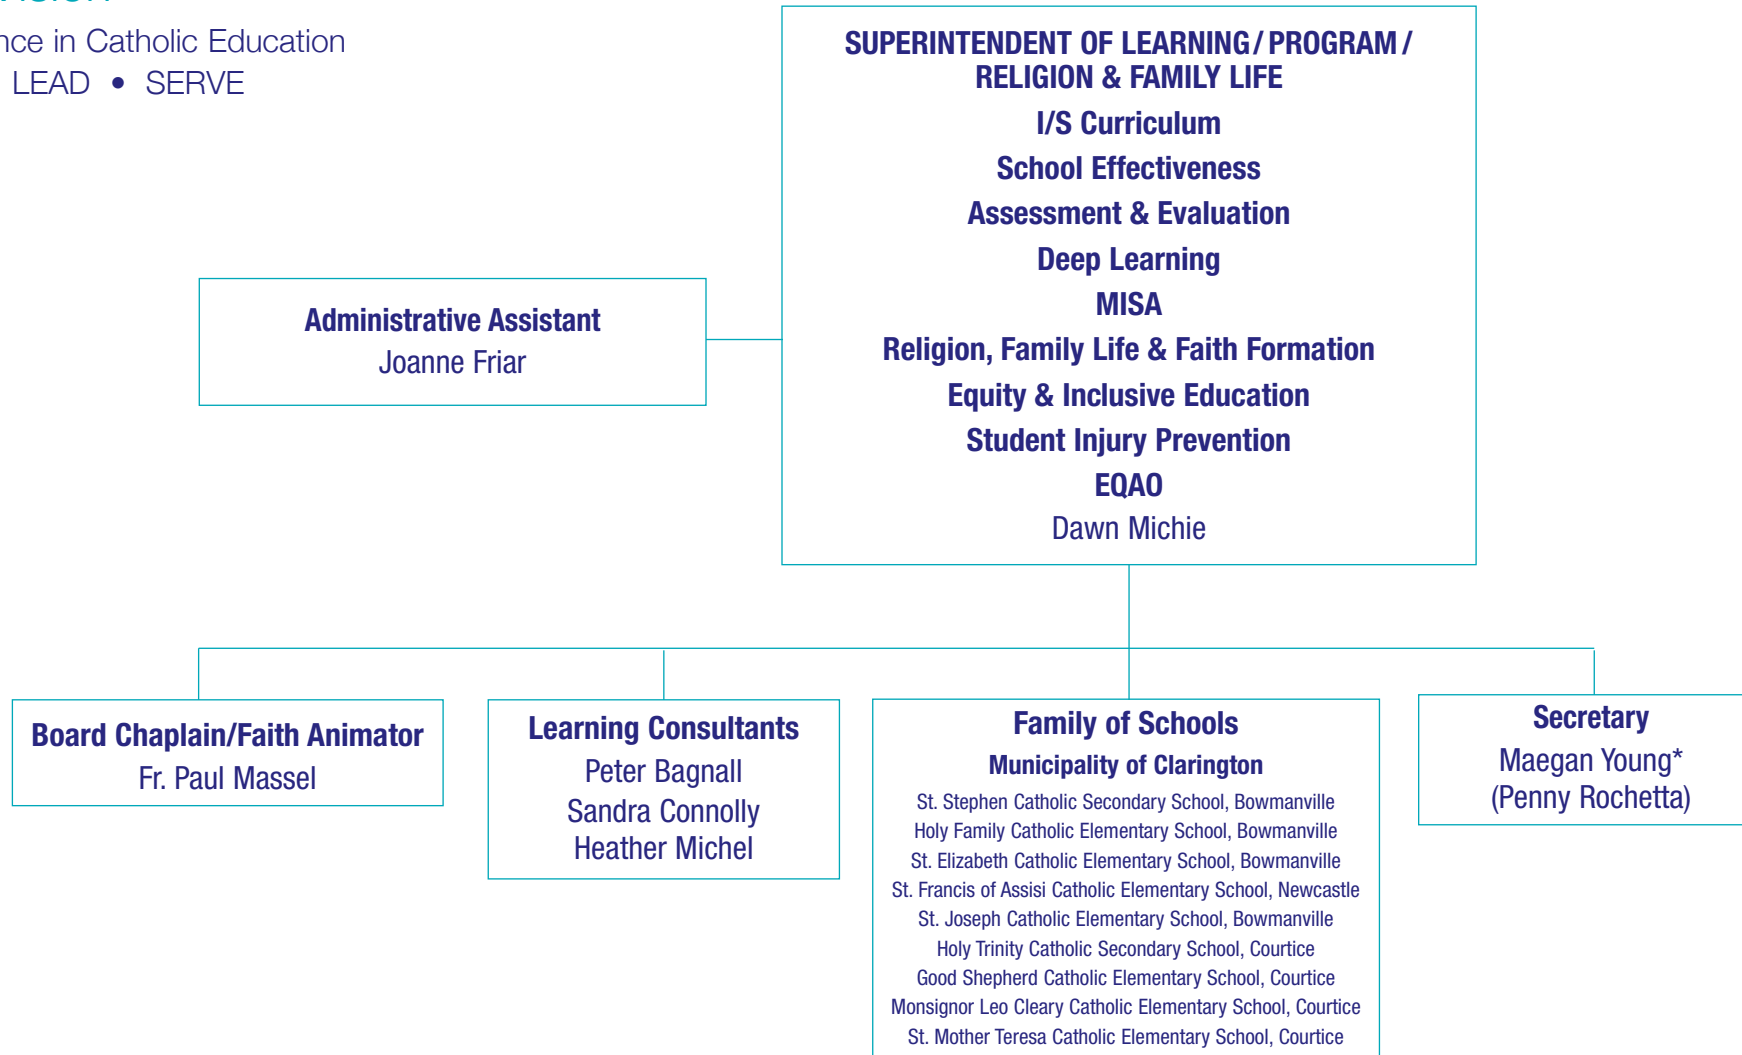 nce in Catholic Education
LEAD • SERVE
SUPERINTENDENT OF LEARNING/PROGRAM/
RELIGION & FAMILY LIFE
I/S Curriculum
School Effectiveness
Assessment & Evaluation
Deep Learning
MISA
Religion, Family Life & Faith Formation
Equity & Inclusive Education
Student Injury Prevention
EQAO
Dawn Michie
Administrative Assistant
Joanne Friar
Board Chaplain/Faith Animator
Fr. Paul Massel
Learning Consultants
Peter Bagnall
Sandra Connolly
Heather Michel
Family of Schools
Municipality of Clarington
St. Stephen Catholic Secondary School, Bowmanville
Holy Family Catholic Elementary School, Bowmanville
St. Elizabeth Catholic Elementary School, Bowmanville
St. Francis of Assisi Catholic Elementary School, Newcastle
St. Joseph Catholic Elementary School, Bowmanville
Holy Trinity Catholic Secondary School, Courtice
Good Shepherd Catholic Elementary School, Courtice
Monsignor Leo Cleary Catholic Elementary School, Courtice
St. Mother Teresa Catholic Elementary School, Courtice
Secretary
Maegan Young*
(Penny Rochetta)